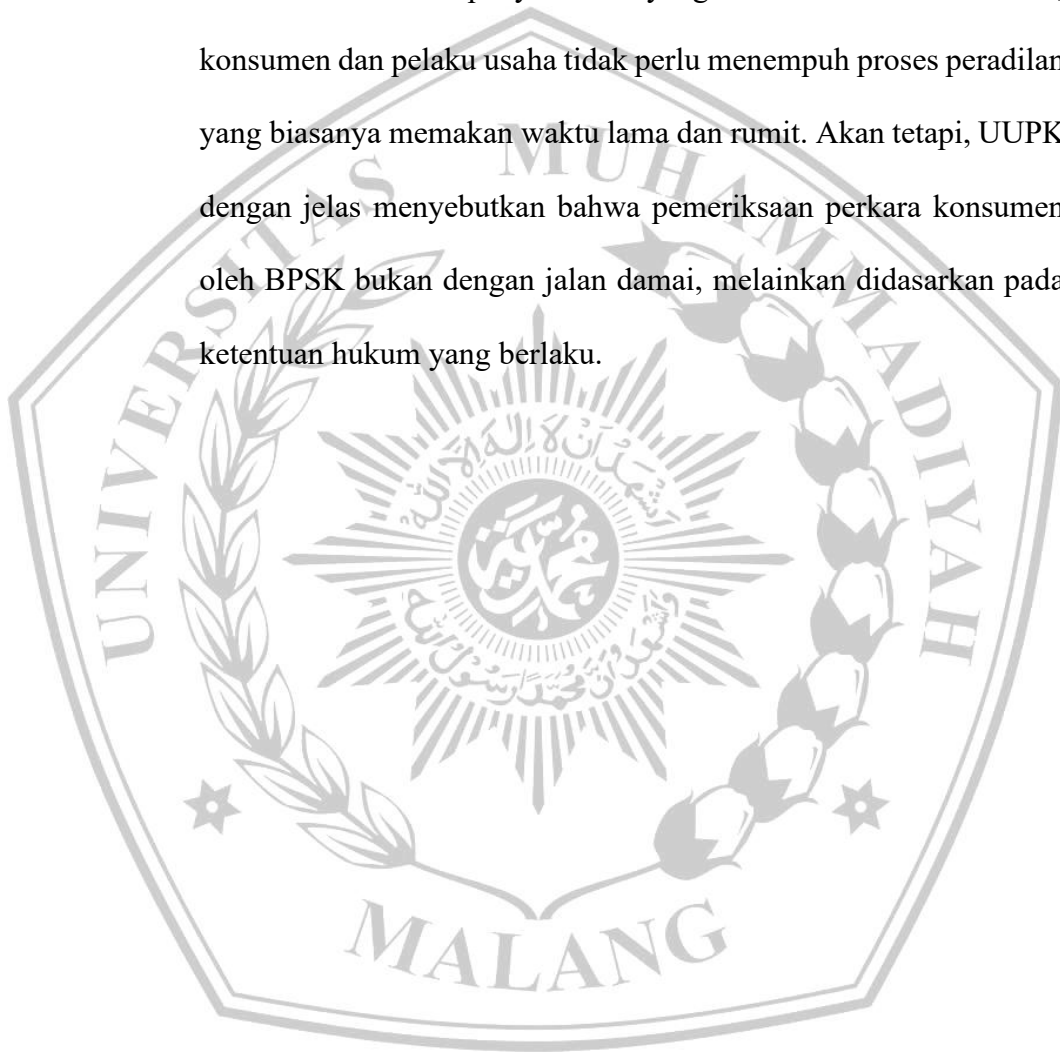 konsumen dan pelaku usaha tidak perlu menempuh proses peradilan
yang biasanya memakan waktu lama dan rumit. Akan tetapi, UUPK
dengan jelas menyebutkan bahwa pemeriksaan perkara konsumen
oleh BPSK bukan dengan jalan damai, melainkan didasarkan pada
ketentuan hukum yang berlaku.
UNIVERSITAS MUHAMMADIYAH
MALANG